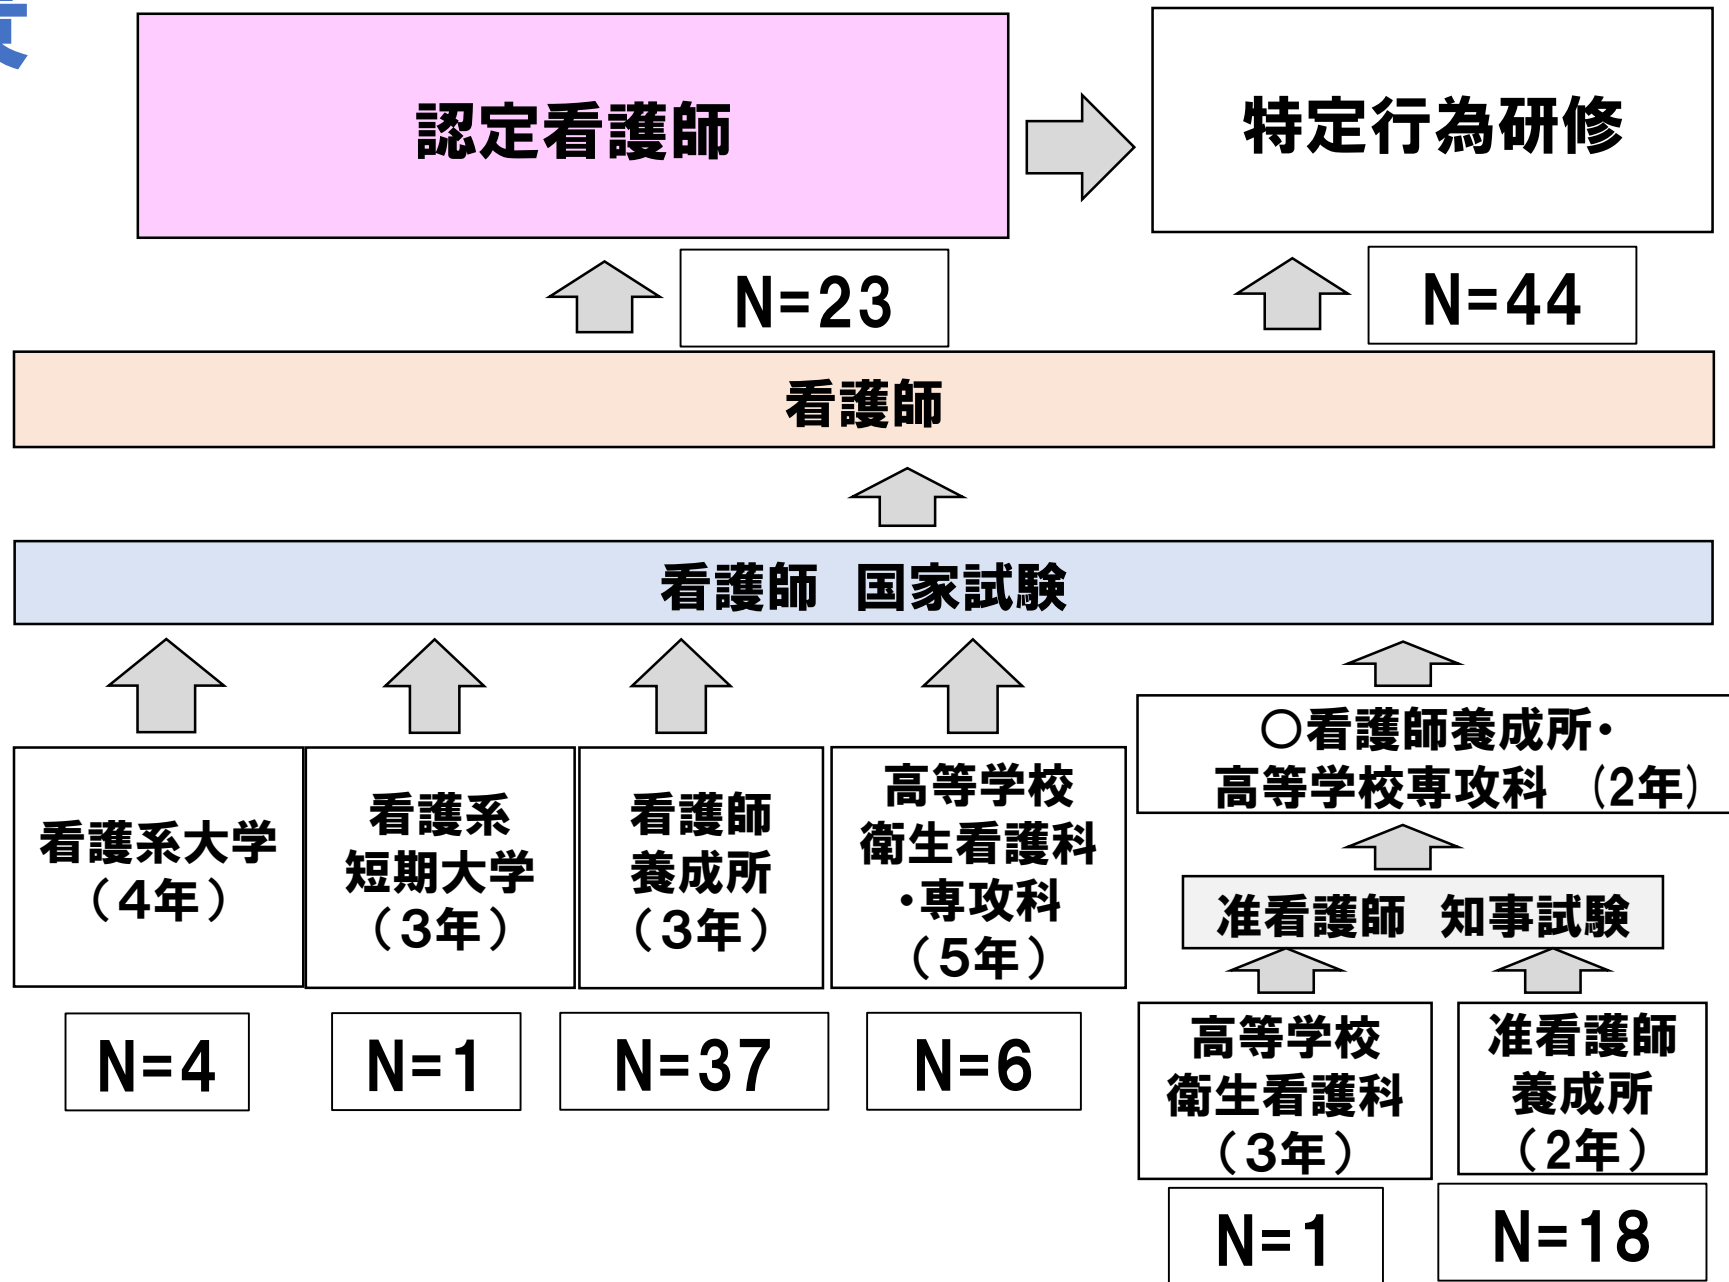 認定看護師
特定行為研修
N=23
N=44
看護師
看護師　国家試験
看護系大学
（4年）
看護系
短期大学
（3年）
看護師
養成所
（3年）
高等学校
衛生看護科
・専攻科
（5年）
〇看護師養成所・
高等学校専攻科　（2年）
准看護師　知事試験
N=4
N=1
N=37
N=6
高等学校
衛生看護科
（3年）
准看護師
養成所
（2年）
N=1
N=18